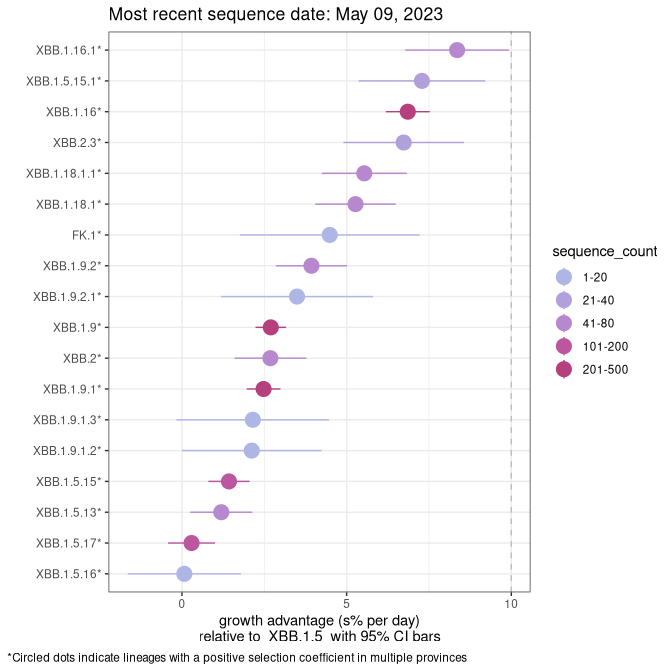 Most recent sequence date: May 09, 2023
XBB.1.16.1*
XBB.1.5.15.1*
XBB.1.16*
XBB.2.3*
XBB.1.18.1.1*
XBB.1.18.1*
FK.1*
XBB.1.9.2*
XBB.1.9.2.1*
XBB.1.9*
XBB.2*
XBB.1.9.1*
XBB.1.9.1.3*
XBB.1.9.1.2*
XBB.1.5.15*
XBB.1.5.13*
XBB.1.5.17*
XBB.1.5.16*
0 5 10
growth advantage (s% per day)
relative to XBB.1.5 with 95% CI bars
sequence_count
1-20
21-40
41-80
101-200
201-500
*Circled dots indicate lineages with a positive selection coefficient in multiple provinces